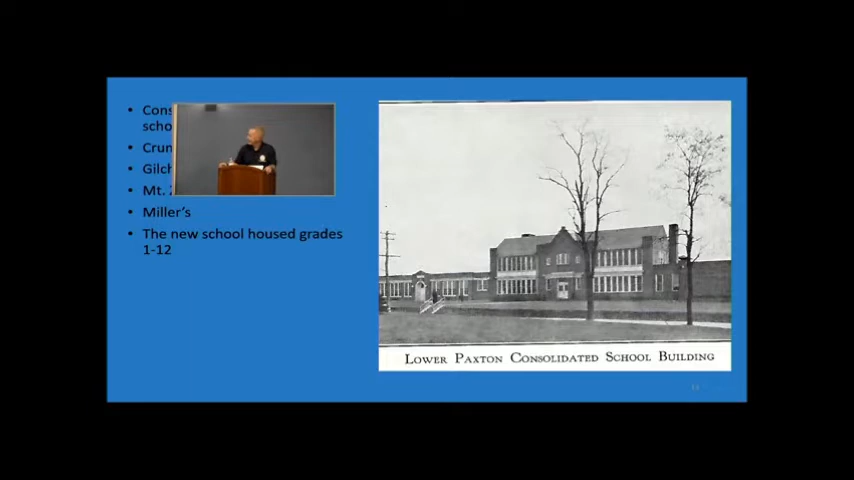 • Cons
scho
• Crun
• Gilch
• Mt.
• Miller's
• The new school housed grades
1-12
LOWER PAXTON CONSOLIDATED SCHOOL BUILDING